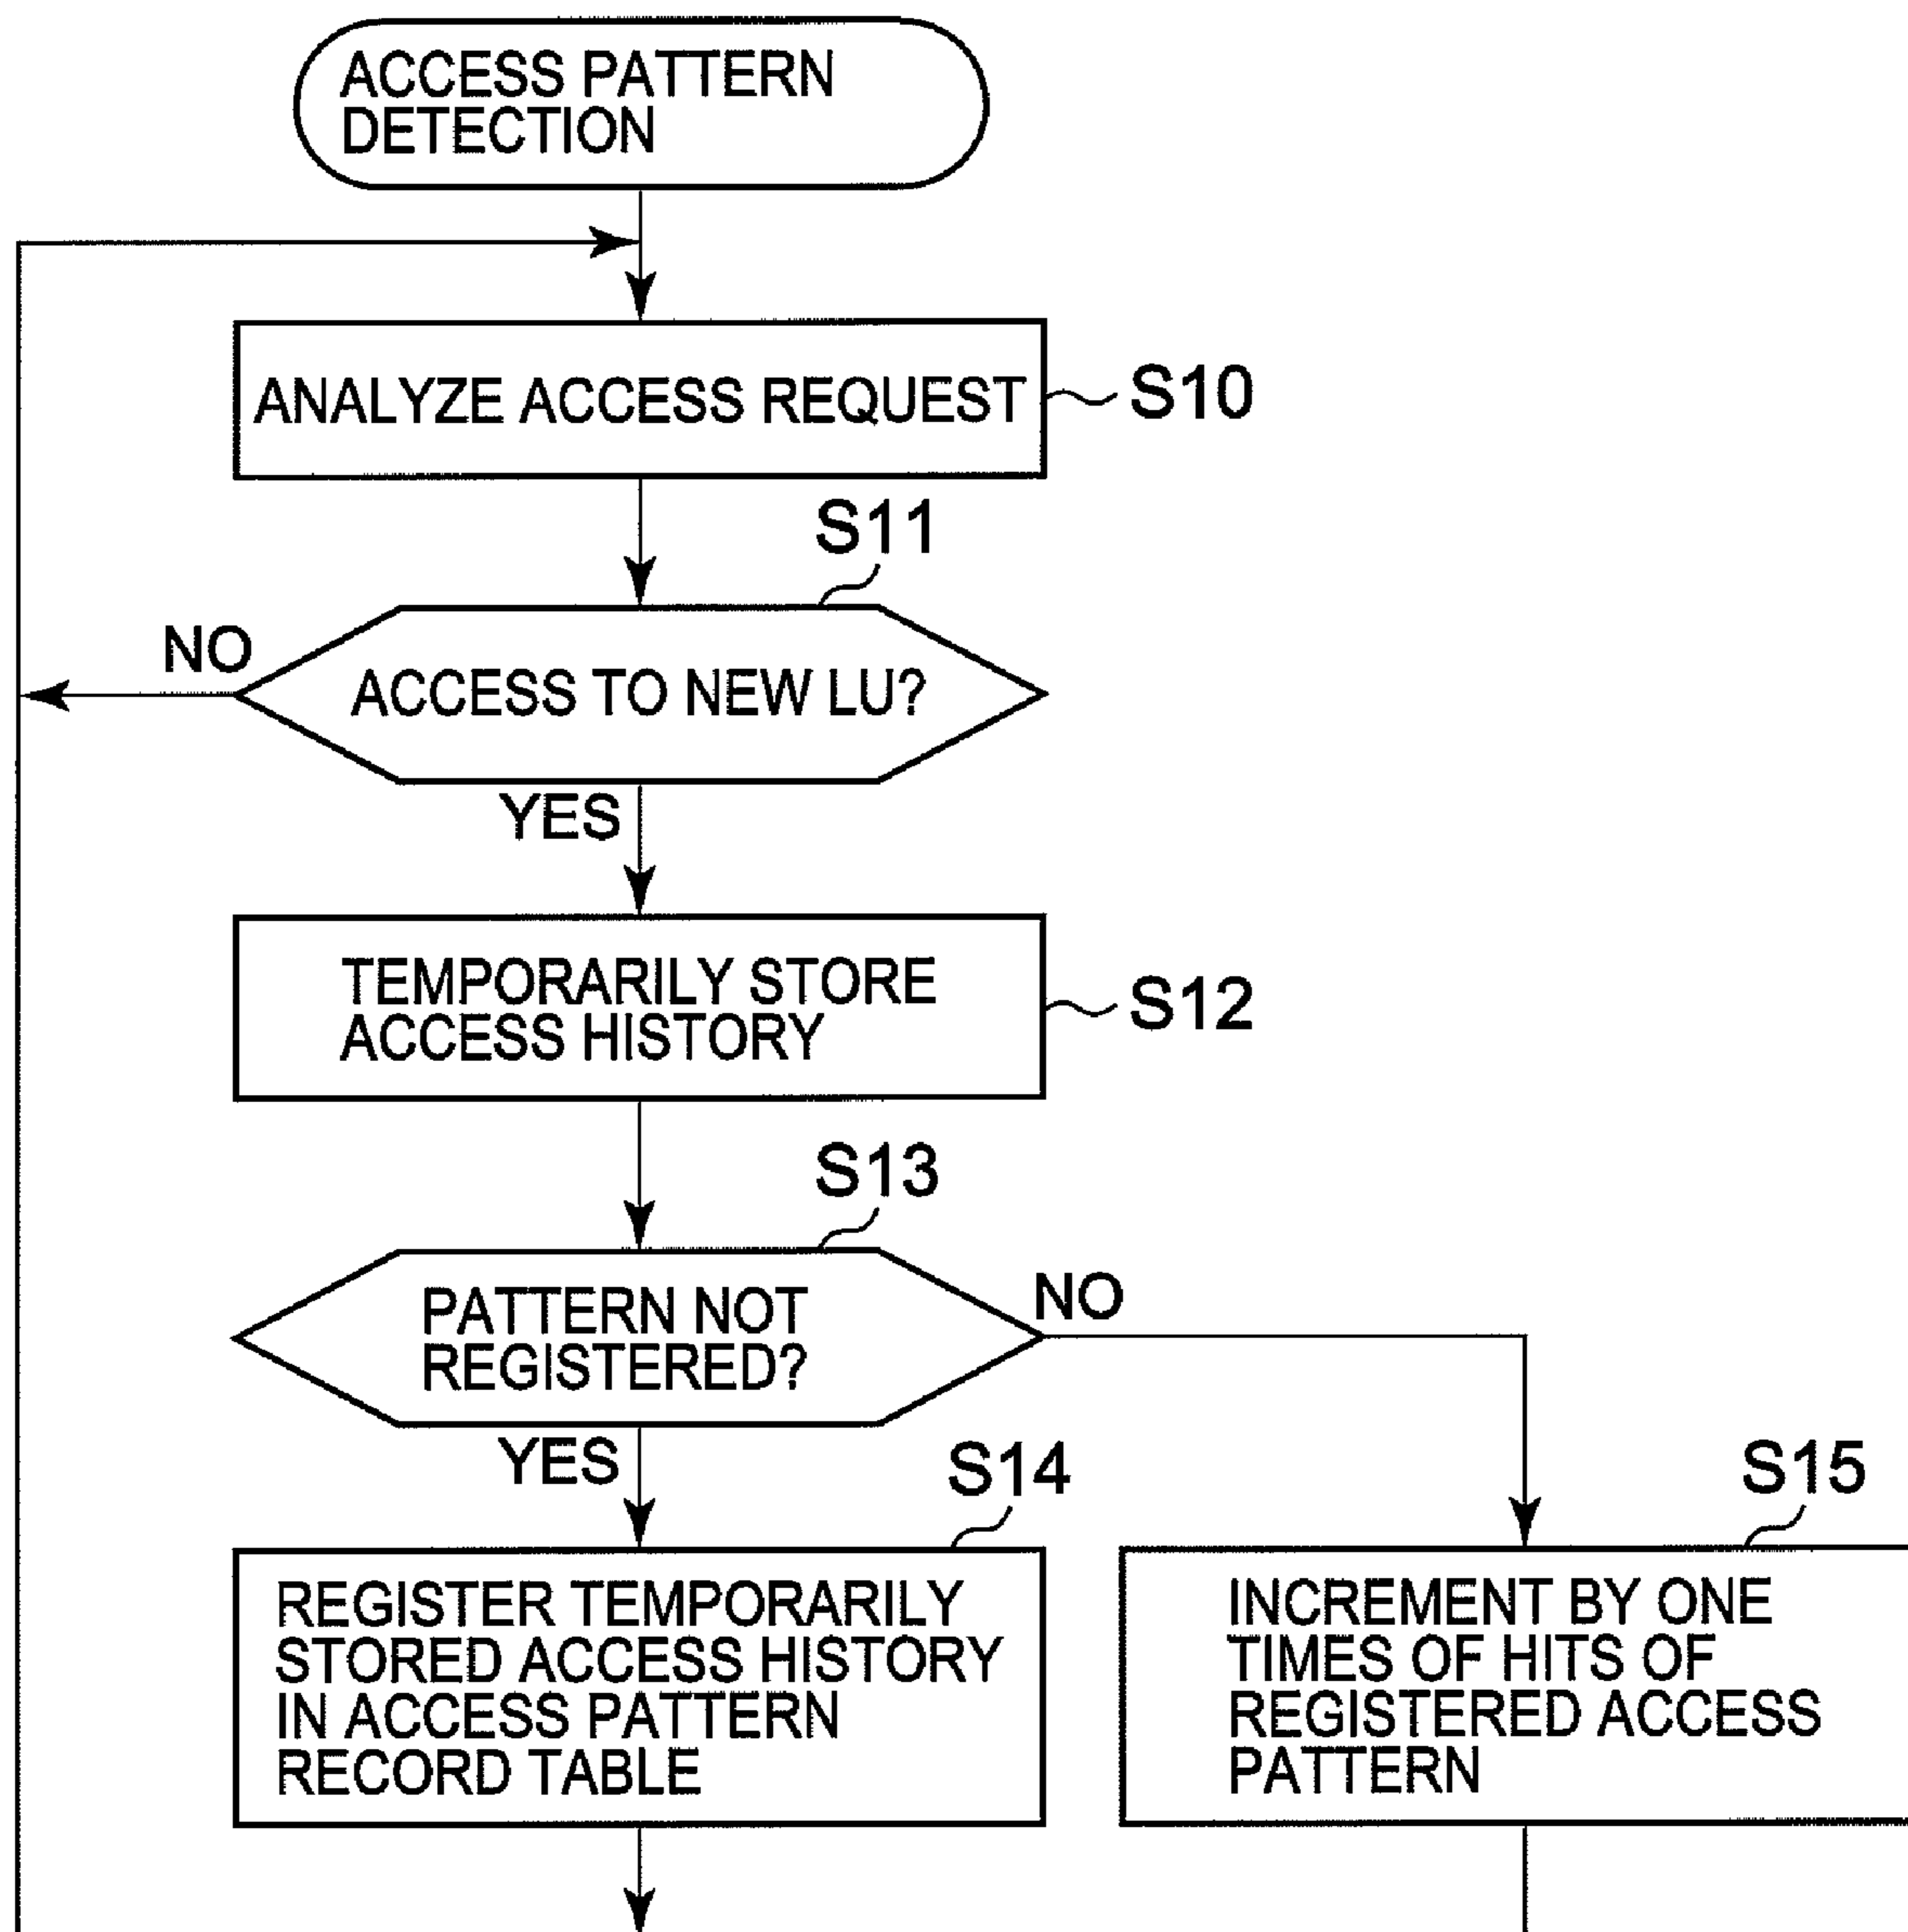 ACCESS PATTERN
DETECTION
ANALYZE ACCESS REQUEST
S10
S11
NO
ACCESS TO NEW LU?
YES
TEMPORARILY STORE
ACCESS HISTORY
S12
S13
PATTERN NOT
REGISTERED?
NO
YES
S14
REGISTER TEMPORARILY
STORED ACCESS HISTORY
IN ACCESS PATTERN
RECORD TABLE
S15
INCREMENT BY ONE
TIMES OF HITS OF
REGISTERED ACCESS
PATTERN